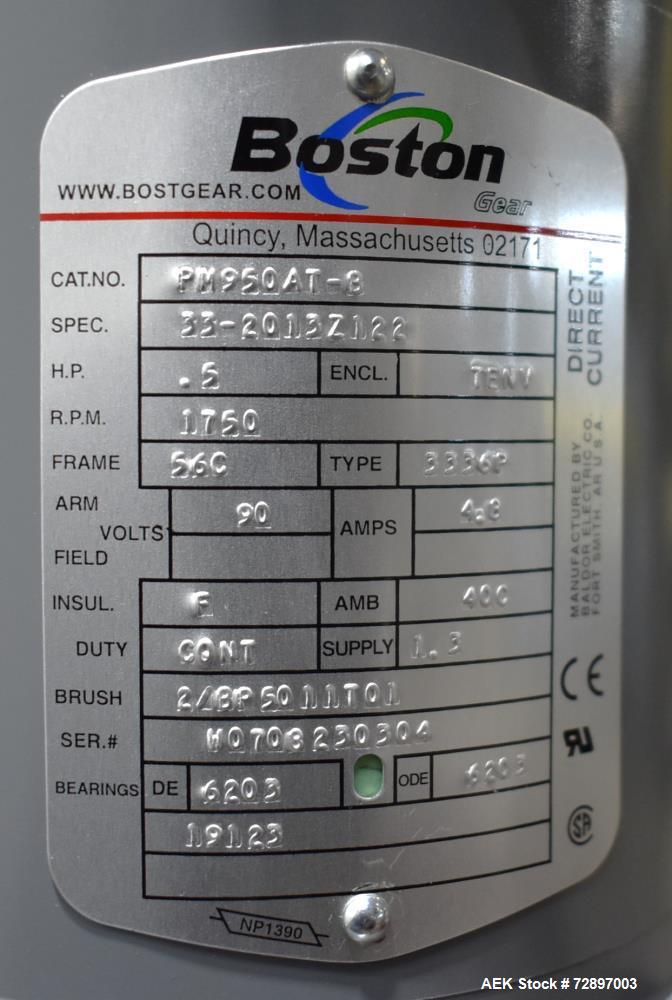 Boston
Gear
WWW.BOSTGEAR.COM
Quincy, Massachusetts 02171
CAT.NO. PM950AT-B
SPEC. 33-2013Z122
H.P. .5 ENCL. TENV
R.P.M. 1750
FRAME 56C TYPE 3336P
ARM VOLTS 90 AMPS 4.8
FIELD
INSUL. F AMB 40C
DUTY CONT SUPPLY 1.3
BRUSH 2/BP5011T01
SER.# W0708230304
BEARINGS DE 6203 ODE 6203
19123
NP1390
DIRECT
CURRENT
MANUFACTURED BY
BALDOR ELECTRIC CO.
FORT SMITH, AR U.S.A.
CE
AEK Stock # 72897003